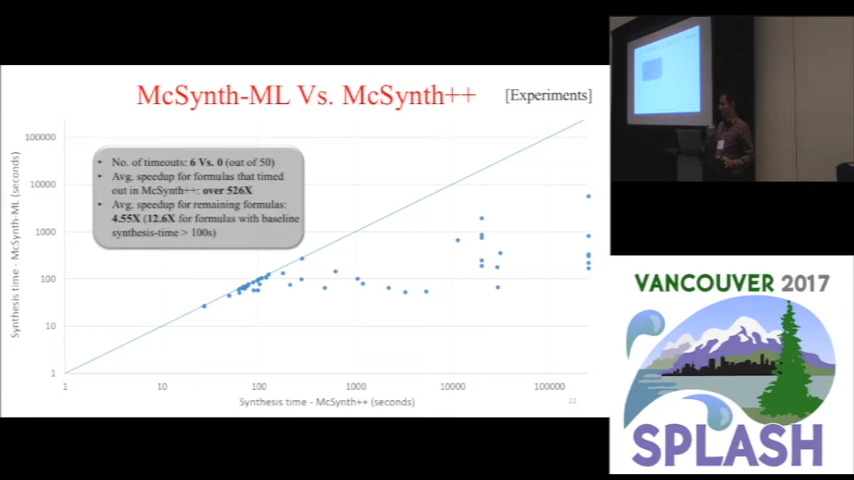 McSynth-ML Vs. McSynth++
[Experiments]
100000
10000
1000
100
10
1
Synthesis time - McSynth-ML (seconds)
• No. of timeouts: 6 Vs. 0 (out of 50)
• Avg. speedup for formulas that timed
out in McSynth++: over 526X
• Avg. speedup for remaining formulas:
4.55X (12.6X for formulas with baseline
synthesis-time > 100s)
1 10 100 1000 10000 100000
Synthesis time - McSynth++ (seconds)
21
VANCOUVER 2017
SPLASH